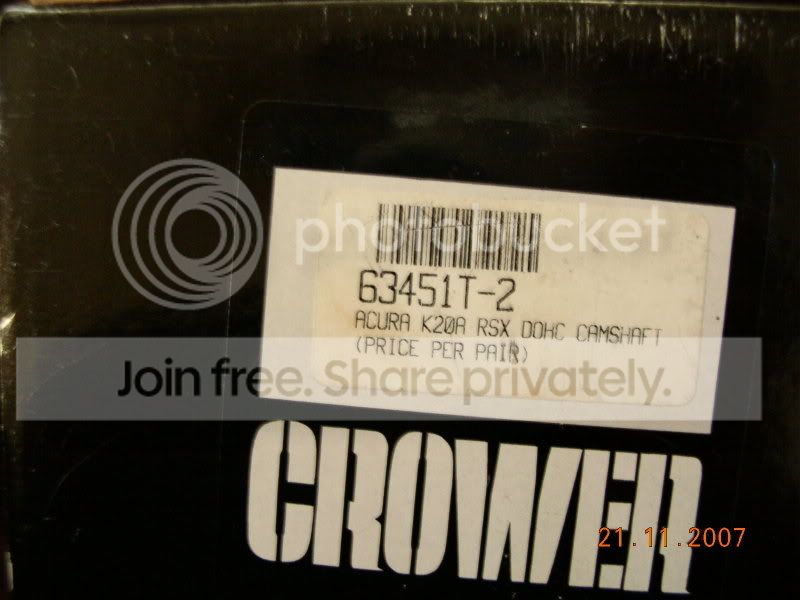 photobucket
63451T-2
ACURA K20A RSX DOHC CAMSHAFT
(PRICE PER PAIR)
Join free. Share privately.
CROWER
21.11.2007